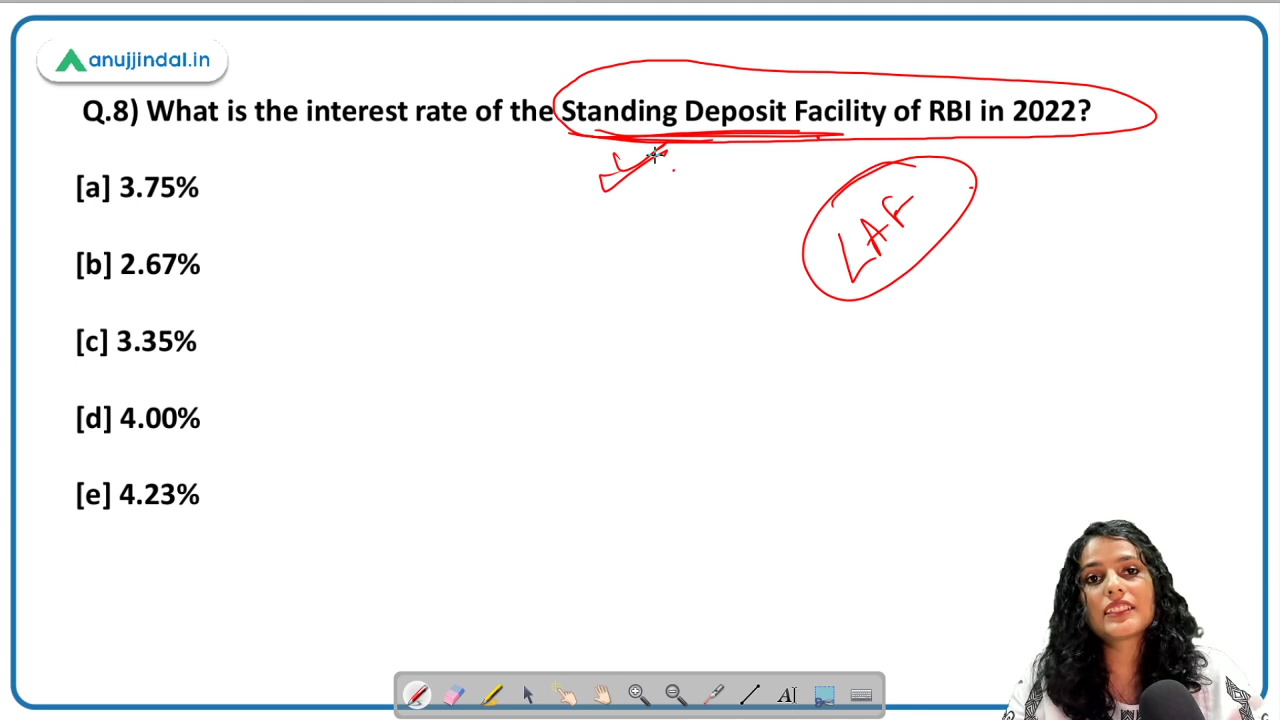 anujjindal.in
Q.8) What is the interest rate of the Standing Deposit Facility of RBI in 2022?
[a] 3.75%
LAF
[b] 2.67%
[c] 3.35%
[d] 4.00%
[e] 4.23%
A